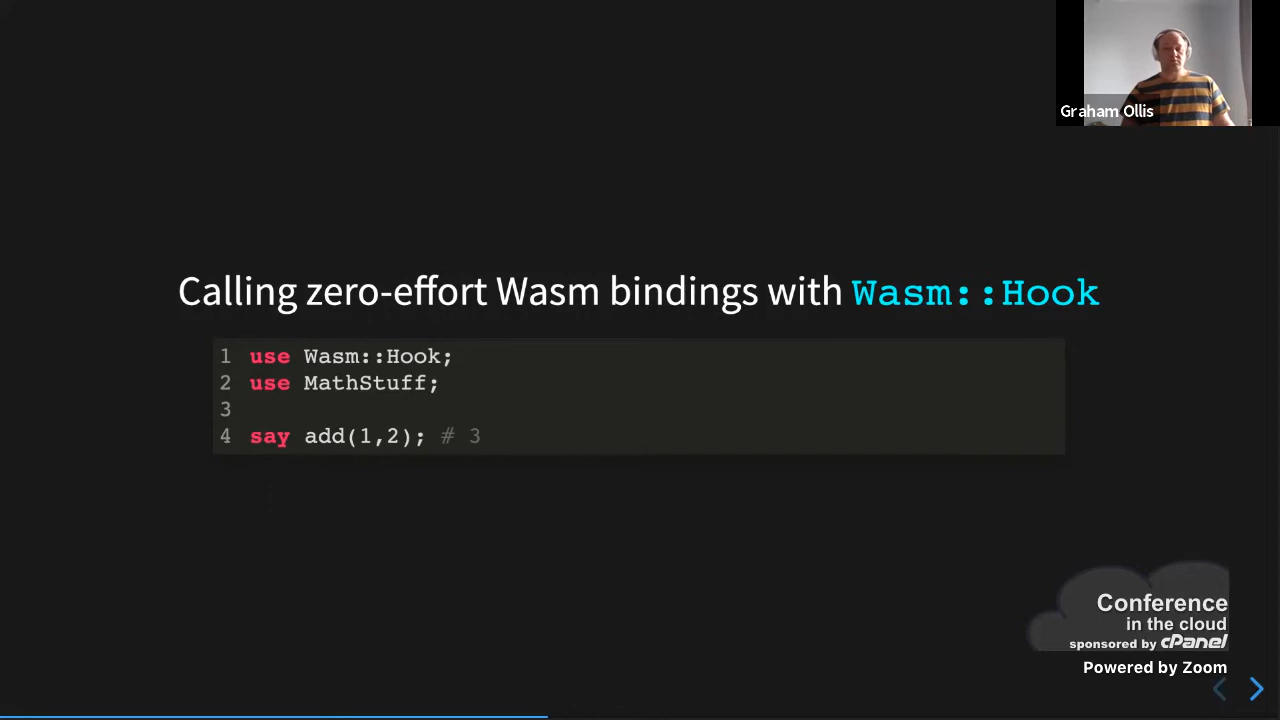 Graham Ollis
Calling zero-effort Wasm bindings with Wasm::Hook
1 use Wasm::Hook;
2 use MathStuff;
3
4 say add(1,2); # 3
Conference
in the cloud
sponsored by cPanel
Powered by Zoom